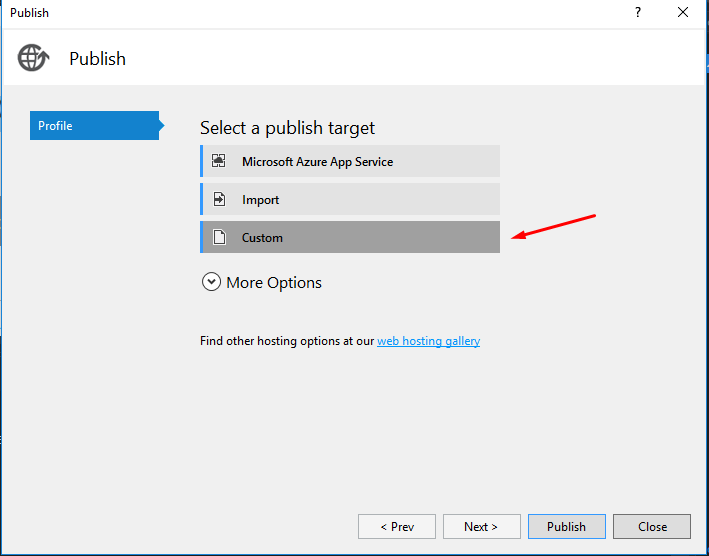 Publish
?
Publish
Profile
Select a publish target
Microsoft Azure App Service
Import
Custom
More Options
Find other hosting options at our web hosting gallery
< Prev
Next >
Publish
Close